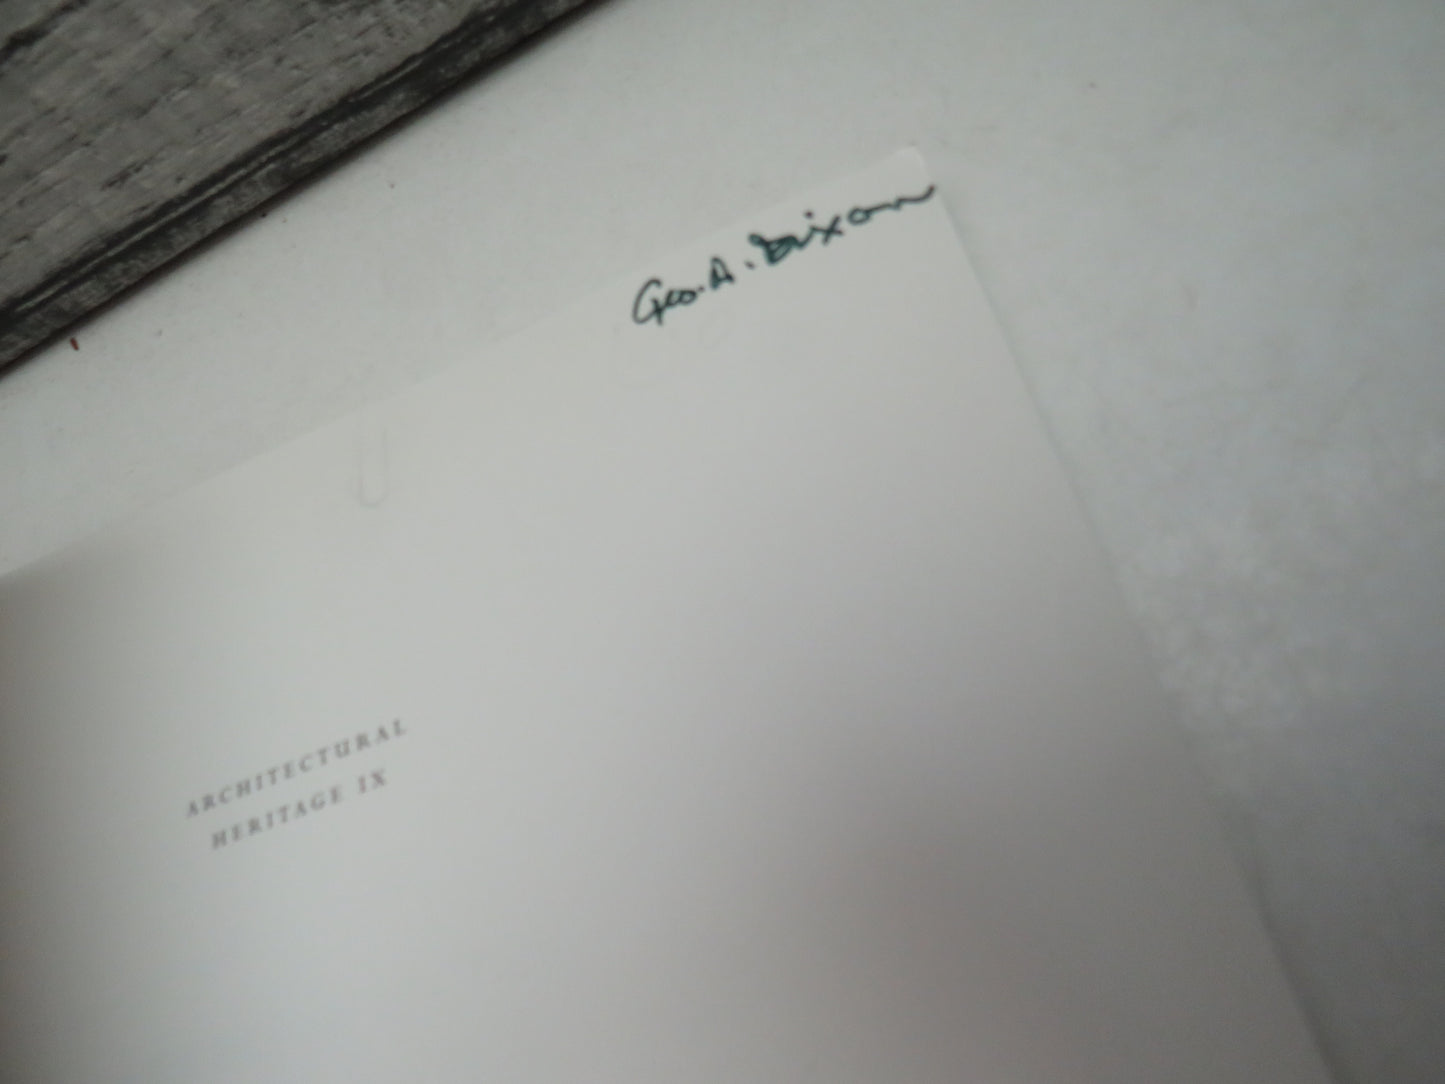 Geo. A. Dixon
ARCHITECTURAL
HERITAGE IX